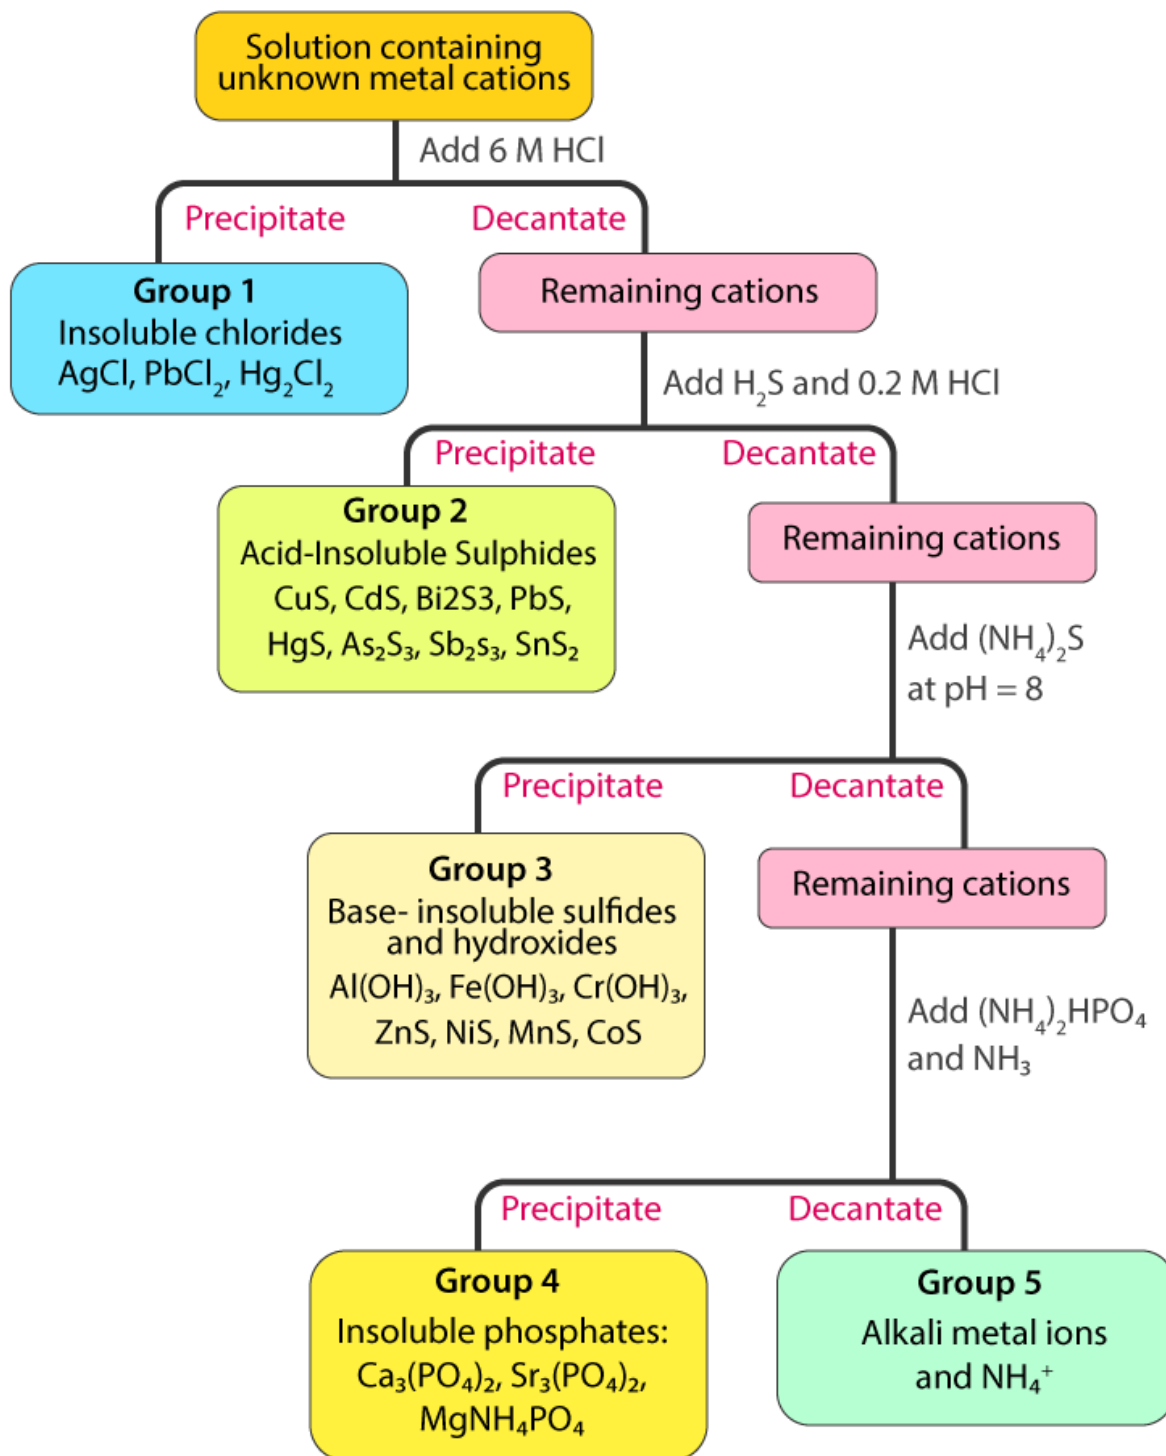 Solution containing
unknown metal cations
Add 6 M HCl
Precipitate
Decantate
Group 1
Insoluble chlorides
AgCl, PbCl₂, Hg₂Cl₂
Remaining cations
Add H₂S and 0.2 M HCl
Precipitate
Decantate
Group 2
Acid-Insoluble Sulphides
CuS, CdS, Bi2S3, PbS,
HgS, As₂S₃, Sb₂s₃, SnS₂
Remaining cations
Add (NH₄)₂S
at pH = 8
Precipitate
Decantate
Group 3
Base- insoluble sulfides
and hydroxides
Al(OH)₃, Fe(OH)₃, Cr(OH)₃,
ZnS, NiS, MnS, CoS
Remaining cations
Add (NH₄)₂HPO₄
and NH₃
Precipitate
Decantate
Group 4
Insoluble phosphates:
Ca₃(PO₄)₂, Sr₃(PO₄)₂,
MgNH₄PO₄
Group 5
Alkali metal ions
and NH₄⁺